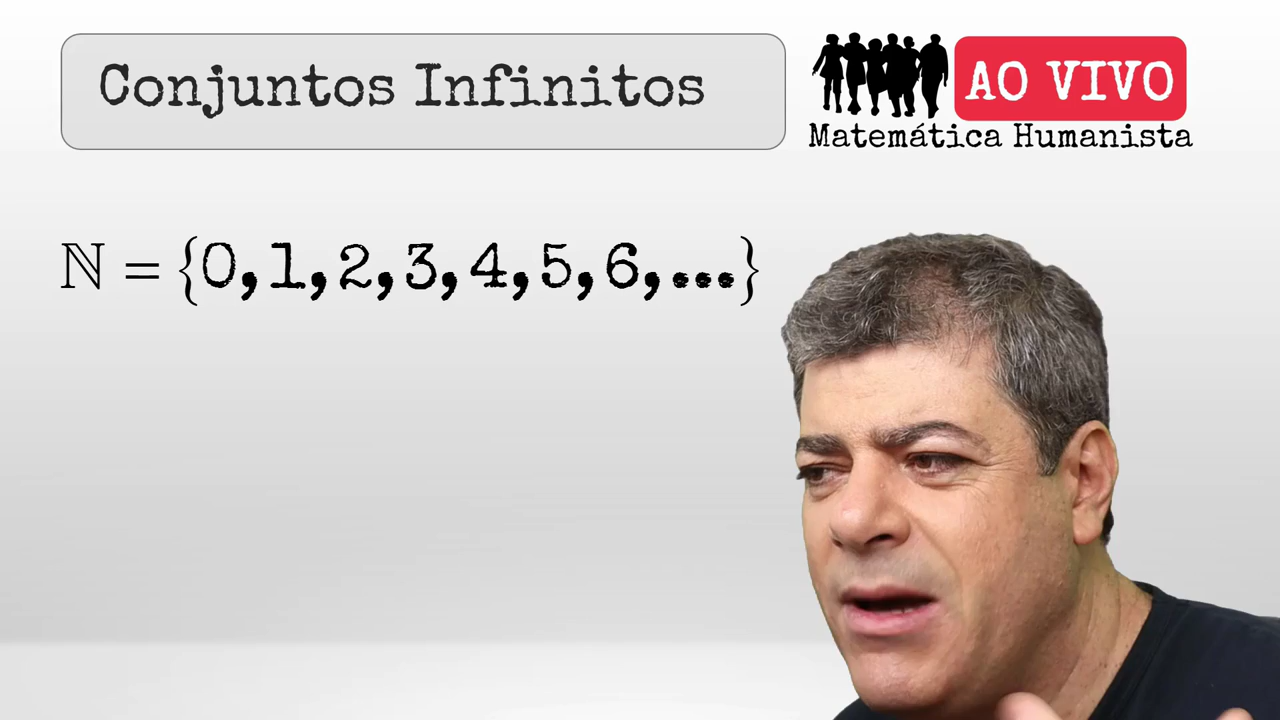 Conjuntos Infinitos
AO VIVO
Matemática Humanista
ℕ = {0,1,2,3,4,5,6,...}